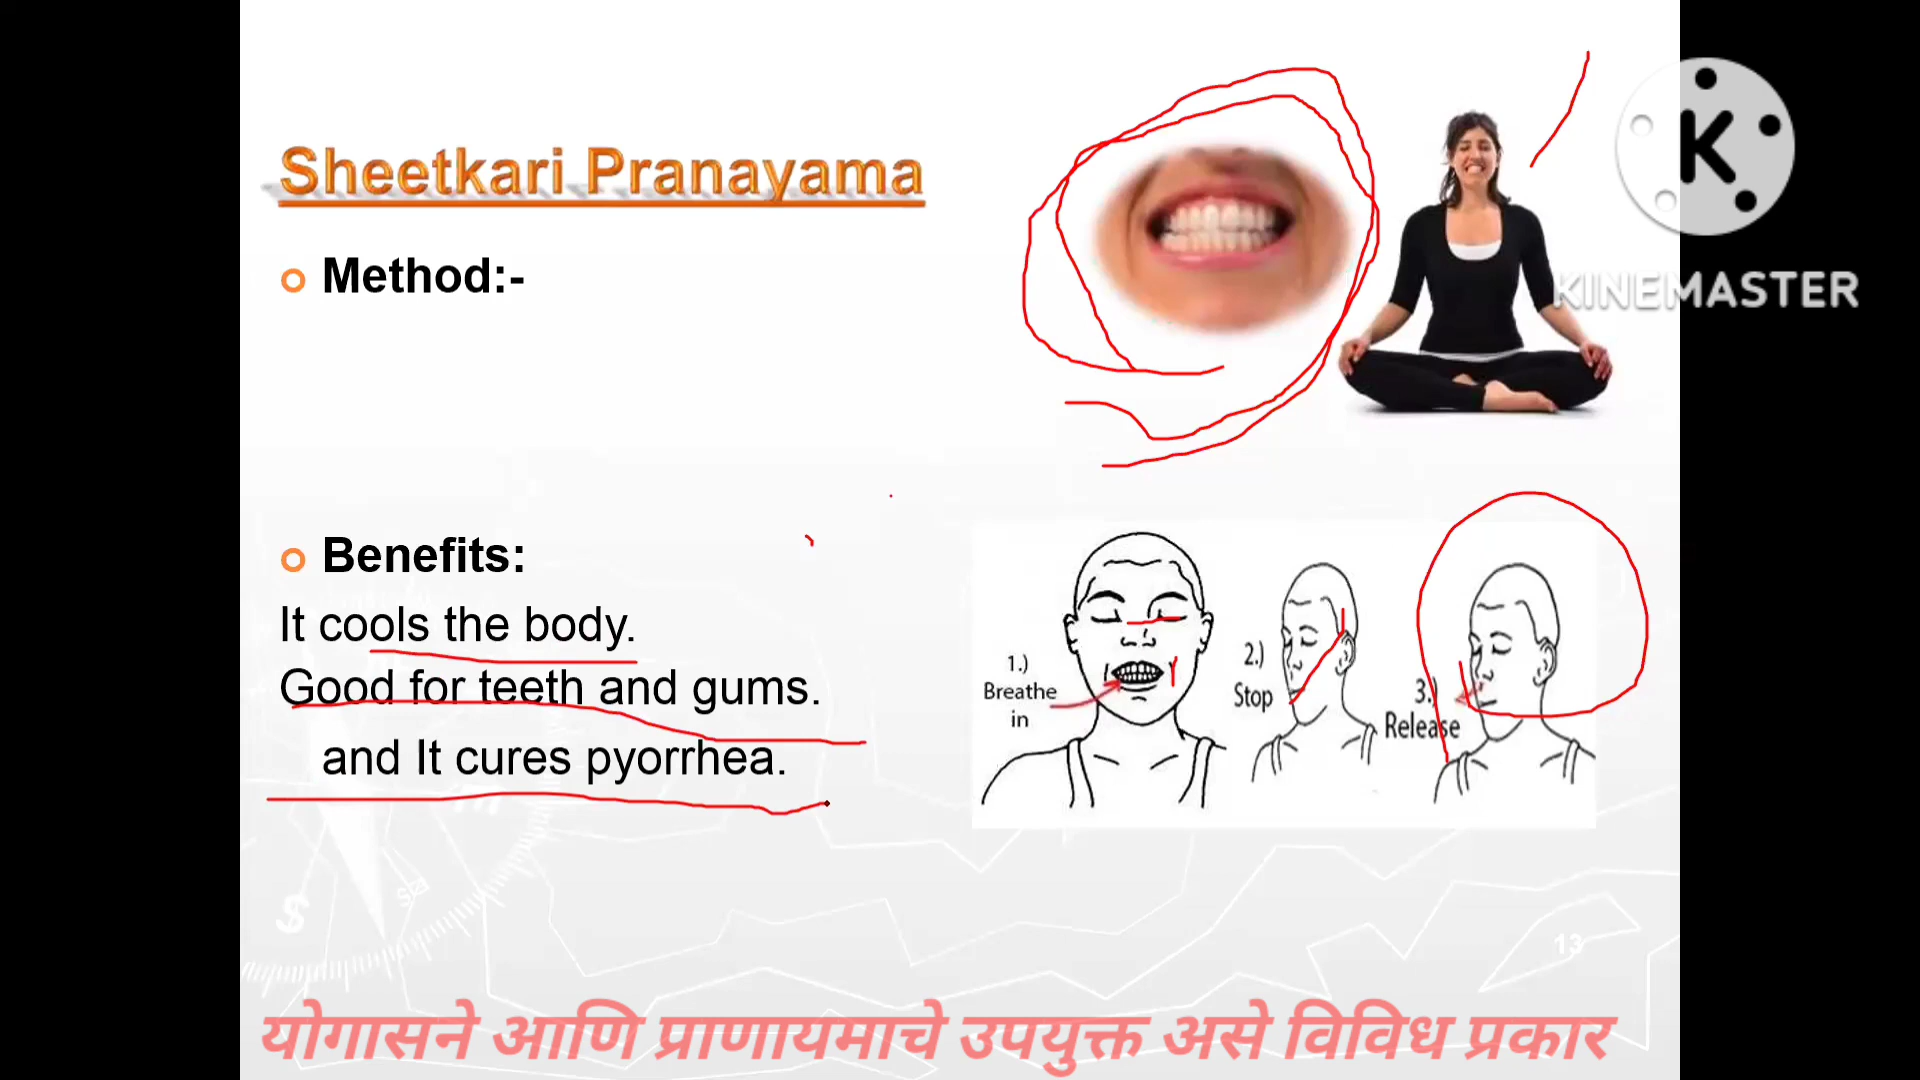 Sheetkari Pranayama
Method:-
Benefits:
It cools the body.
Good for teeth and gums.
and It cures pyorrhea.
K
KINEMASTER
1.)
Breathe
in
2.)
Stop
3.)
Release
$
13
योगासने आणि प्राणायमाचे उपयुक्त असे विविध प्रकार